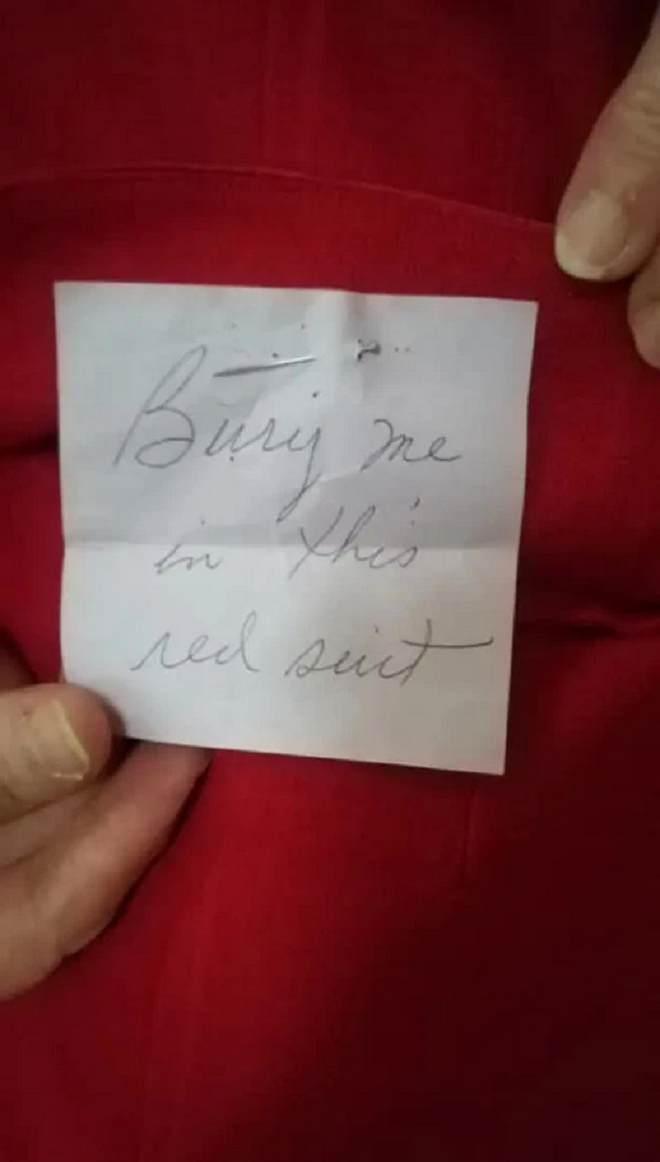 Bury me
in this
red suit